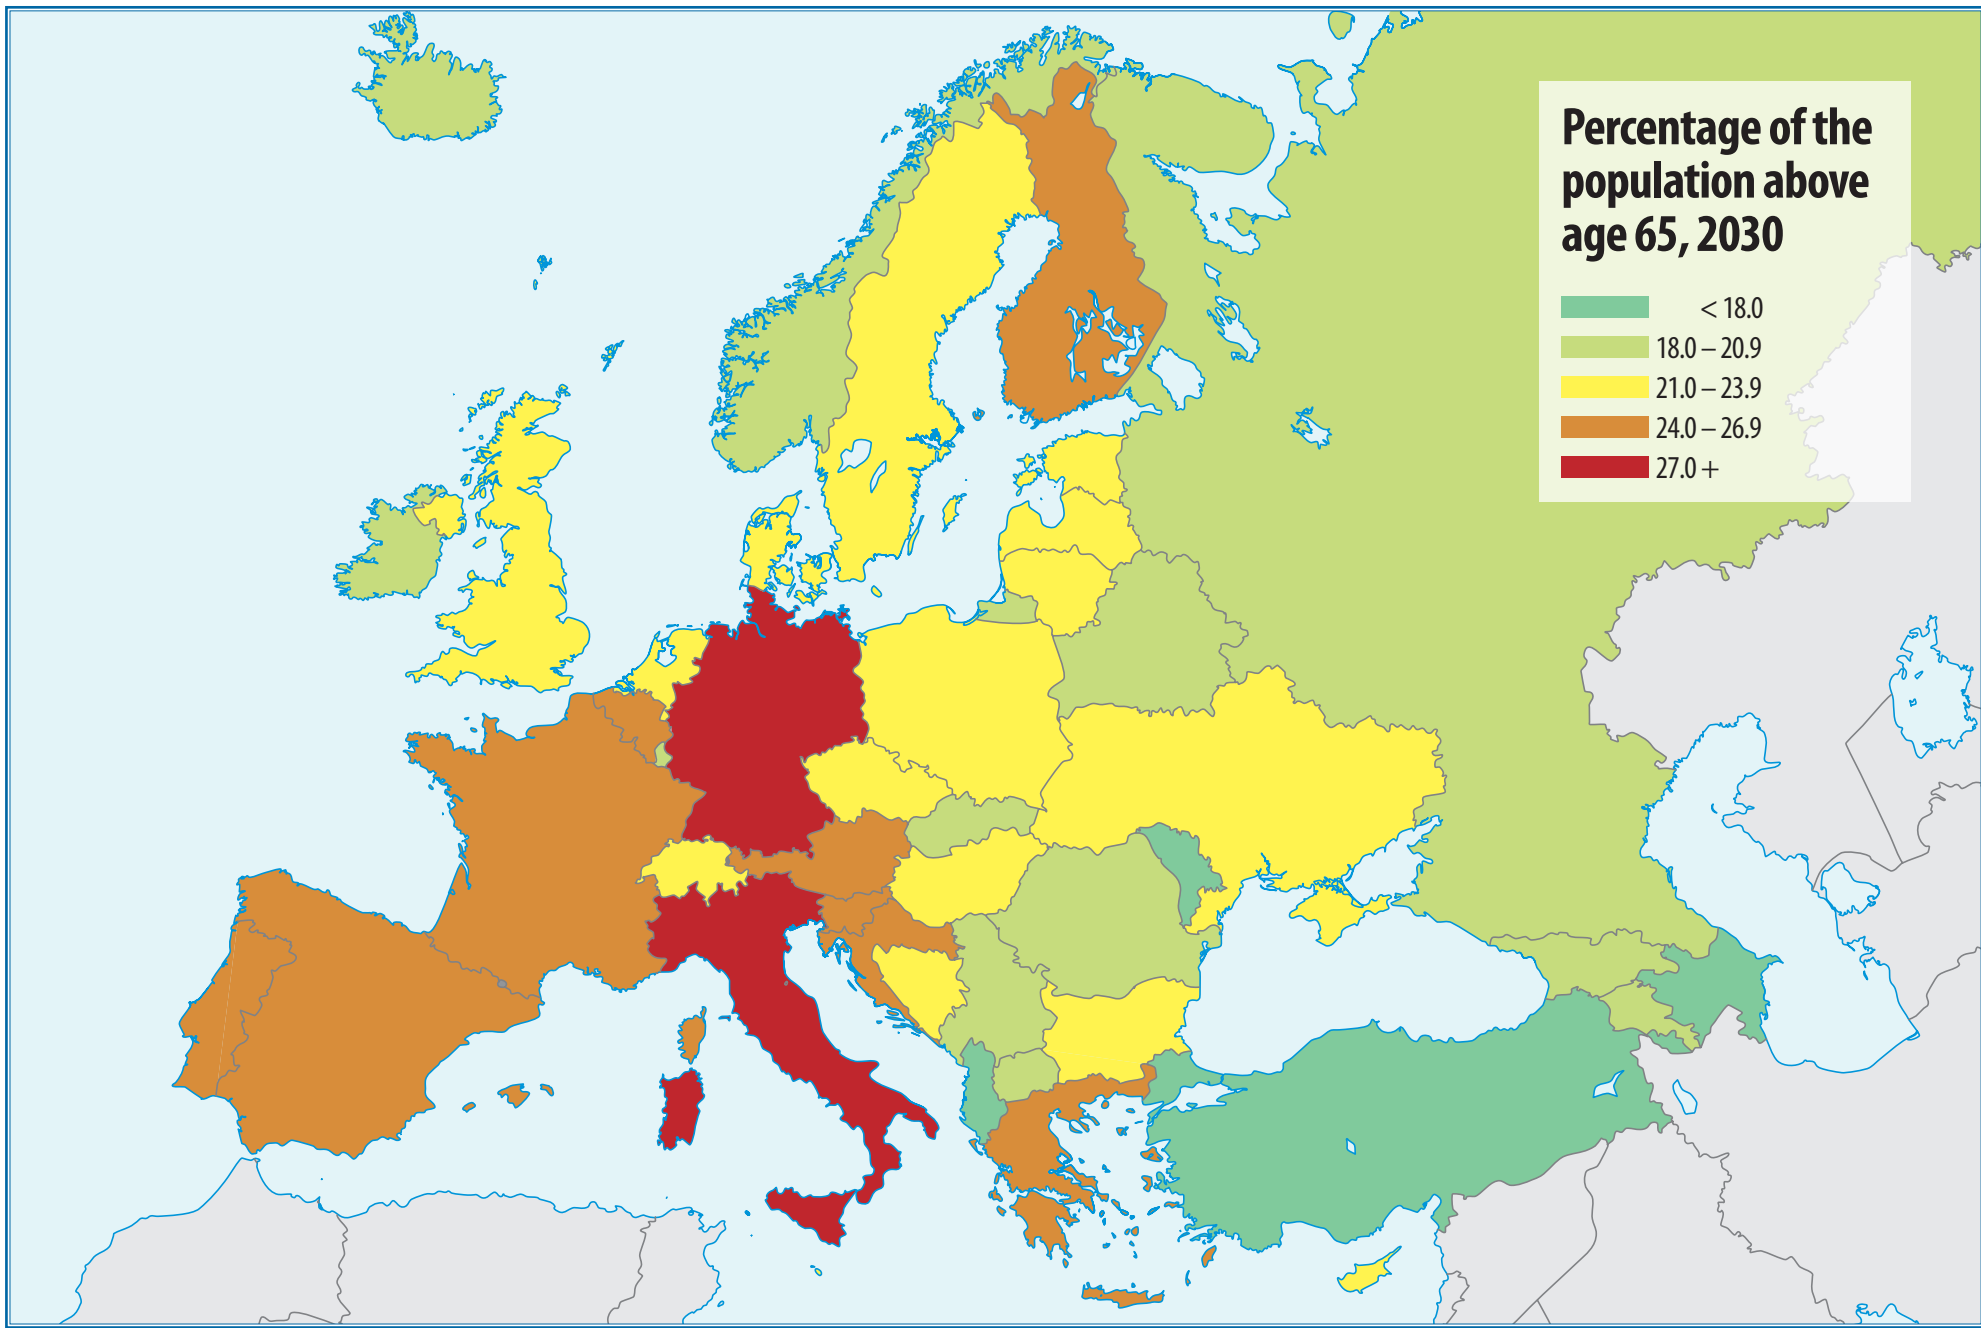 Percentage of the
population above
age 65, 2030
< 18.0
18.0 – 20.9
21.0 – 23.9
24.0 – 26.9
27.0 +